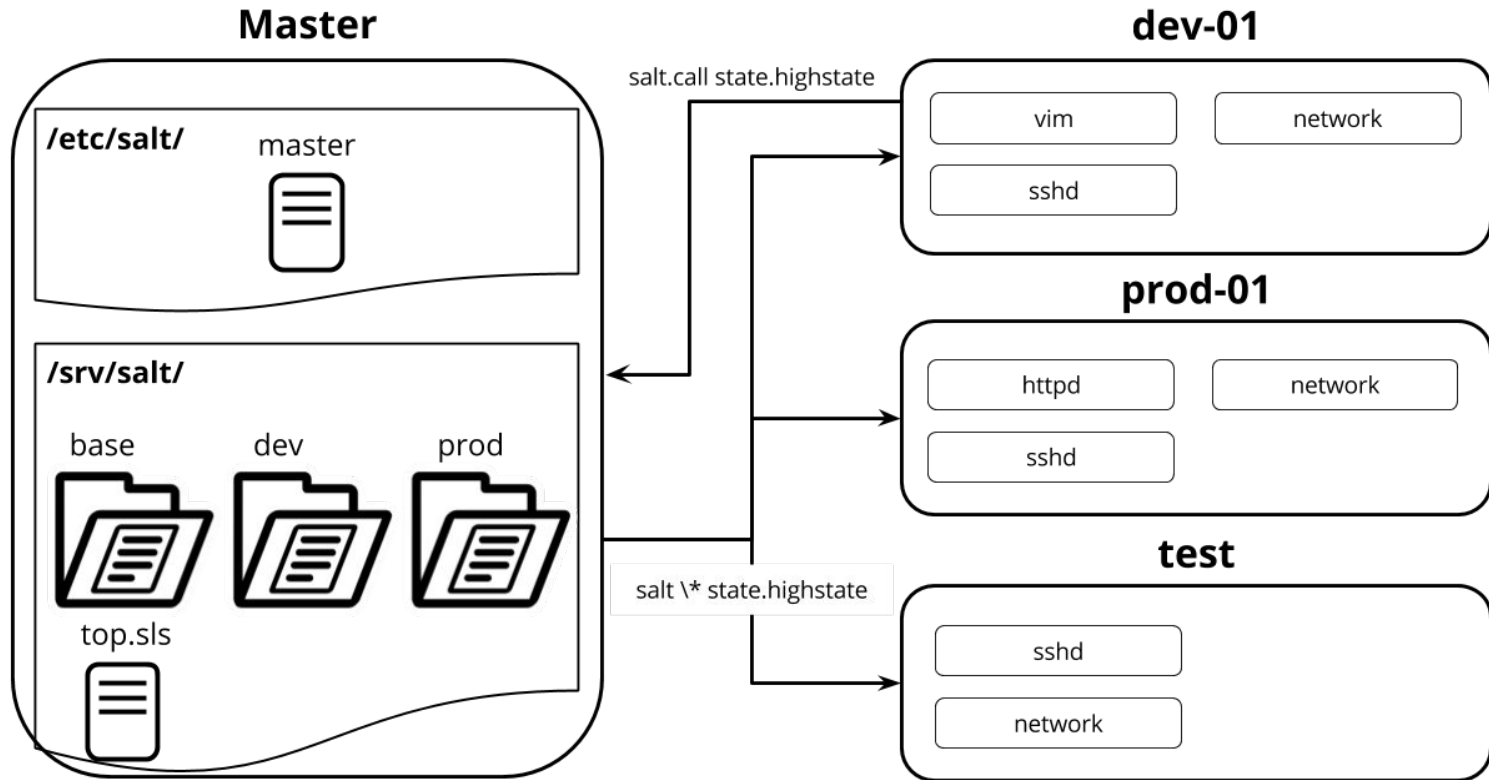 Master
/etc/salt/
master
/srv/salt/
base
dev
prod
top.sls
salt.call state.highstate
salt \* state.highstate
dev-01
vim
network
sshd
prod-01
httpd
network
sshd
test
sshd
network